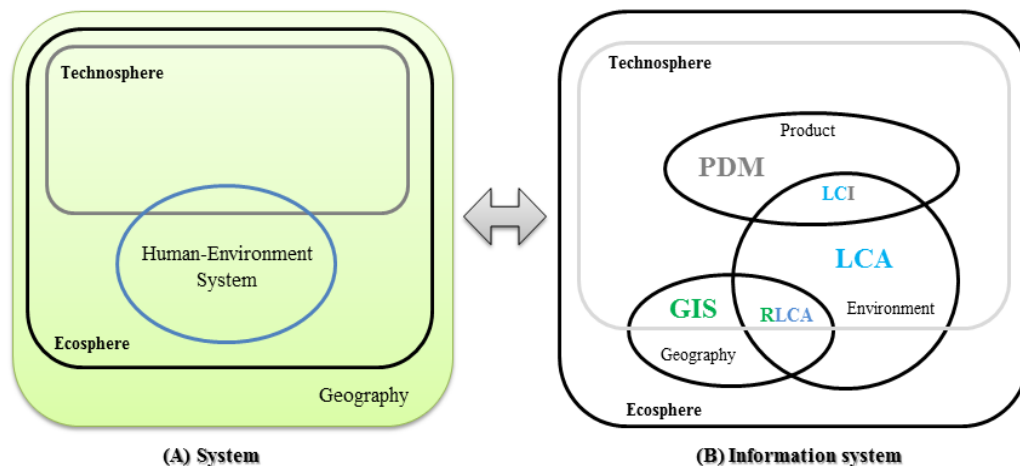 Technosphere
Human-Environment
System
Ecosphere
Geography
(A) System
Technosphere
Product
PDM
LCI
LCA
GIS
RLCA
Environment
Geography
Ecosphere
(B) Information system